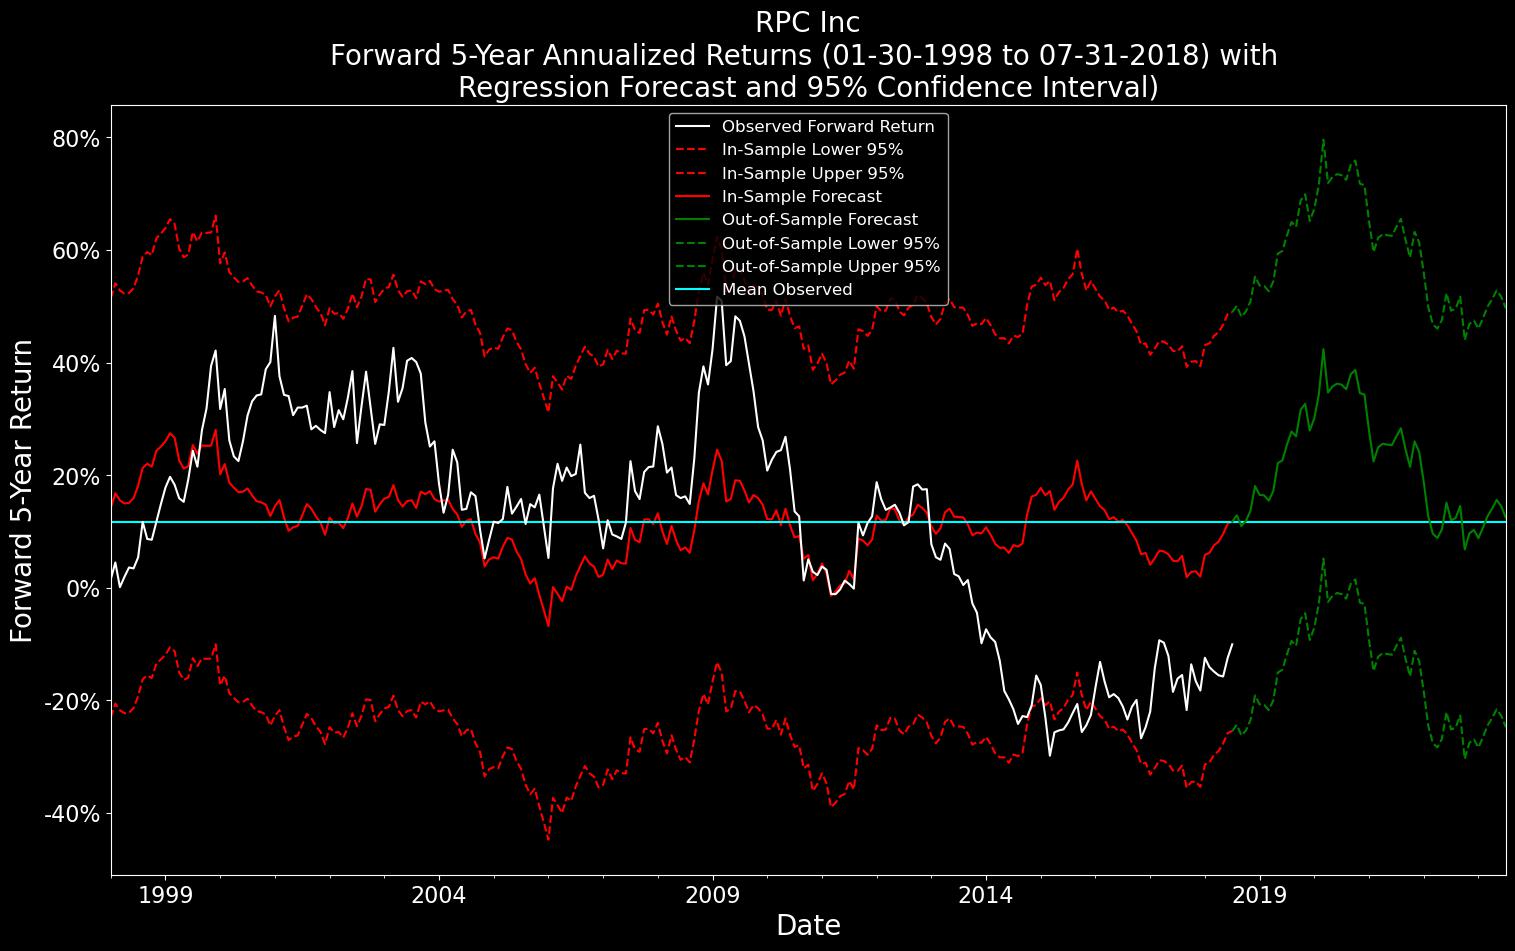 RPC Inc
Forward 5-Year Annualized Returns (01-30-1998 to 07-31-2018) with
Regression Forecast and 95% Confidence Interval)
Observed Forward Return
In-Sample Lower 95%
In-Sample Upper 95%
In-Sample Forecast
Out-of-Sample Forecast
Out-of-Sample Lower 95%
Out-of-Sample Upper 95%
Mean Observed
80%
60%
40%
20%
0%
-20%
-40%
Forward 5-Year Return
1999
2004
2009
2014
2019
Date